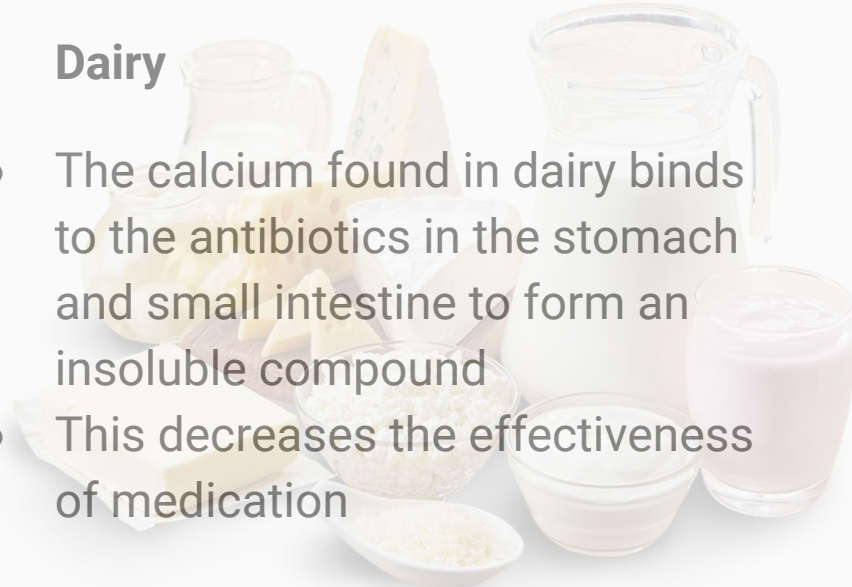 Dairy
The calcium found in dairy binds
to the antibiotics in the stomach
and small intestine to form an
insoluble compound
This decreases the effectiveness
of medication